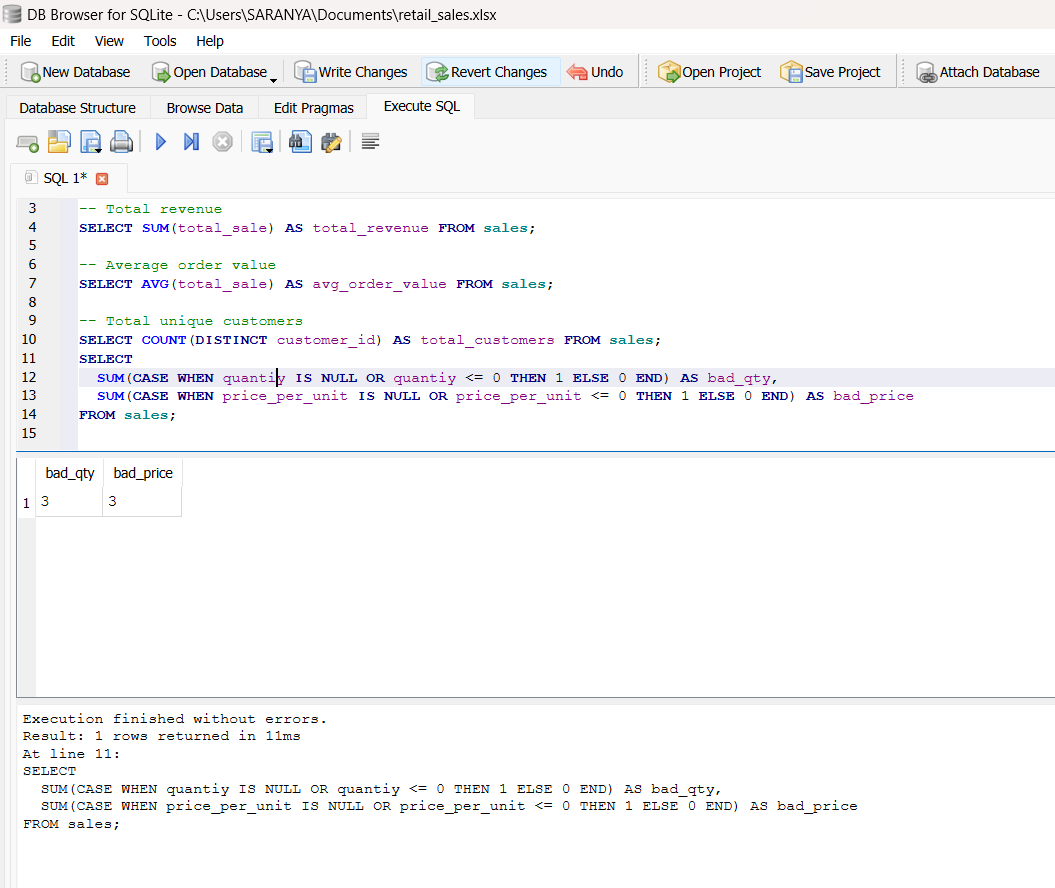 DB Browser for SQLite - C:\Users\SARANYA\Documents\retail_sales.xlsx
File Edit View Tools Help
New Database Open Database Write Changes Revert Changes Undo Open Project Save Project Attach Database
Database Structure Browse Data Edit Pragmas Execute SQL
SQL 1*
3 -- Total revenue
4 SELECT SUM(total_sale) AS total_revenue FROM sales;
5
6 -- Average order value
7 SELECT AVG(total_sale) AS avg_order_value FROM sales;
8
9 -- Total unique customers
10 SELECT COUNT(DISTINCT customer_id) AS total_customers FROM sales;
11 SELECT
12 SUM(CASE WHEN quantiy IS NULL OR quantiy <= 0 THEN 1 ELSE 0 END) AS bad_qty,
13 SUM(CASE WHEN price_per_unit IS NULL OR price_per_unit <= 0 THEN 1 ELSE 0 END) AS bad_price
14 FROM sales;
15
bad_qty bad_price
1 3 3
Execution finished without errors.
Result: 1 rows returned in 11ms
At line 11:
SELECT
SUM(CASE WHEN quantiy IS NULL OR quantiy <= 0 THEN 1 ELSE 0 END) AS bad_qty,
SUM(CASE WHEN price_per_unit IS NULL OR price_per_unit <= 0 THEN 1 ELSE 0 END) AS bad_price
FROM sales;